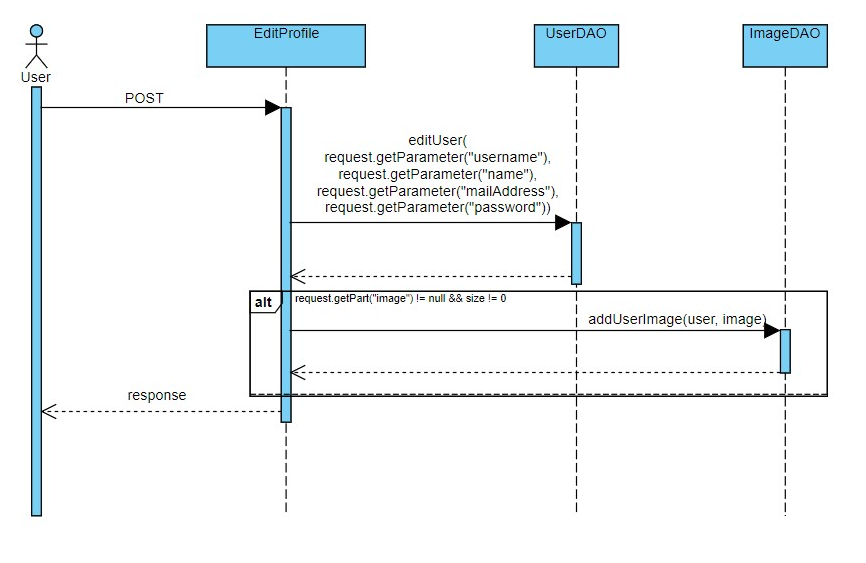 EditProfile
UserDAO
ImageDAO
User
POST
editUser(
request.getParameter("username"),
request.getParameter("name"),
request.getParameter("mailAddress"),
request.getParameter("password"))
alt
request.getPart("image") != null && size != 0
addUserImage(user, image)
response